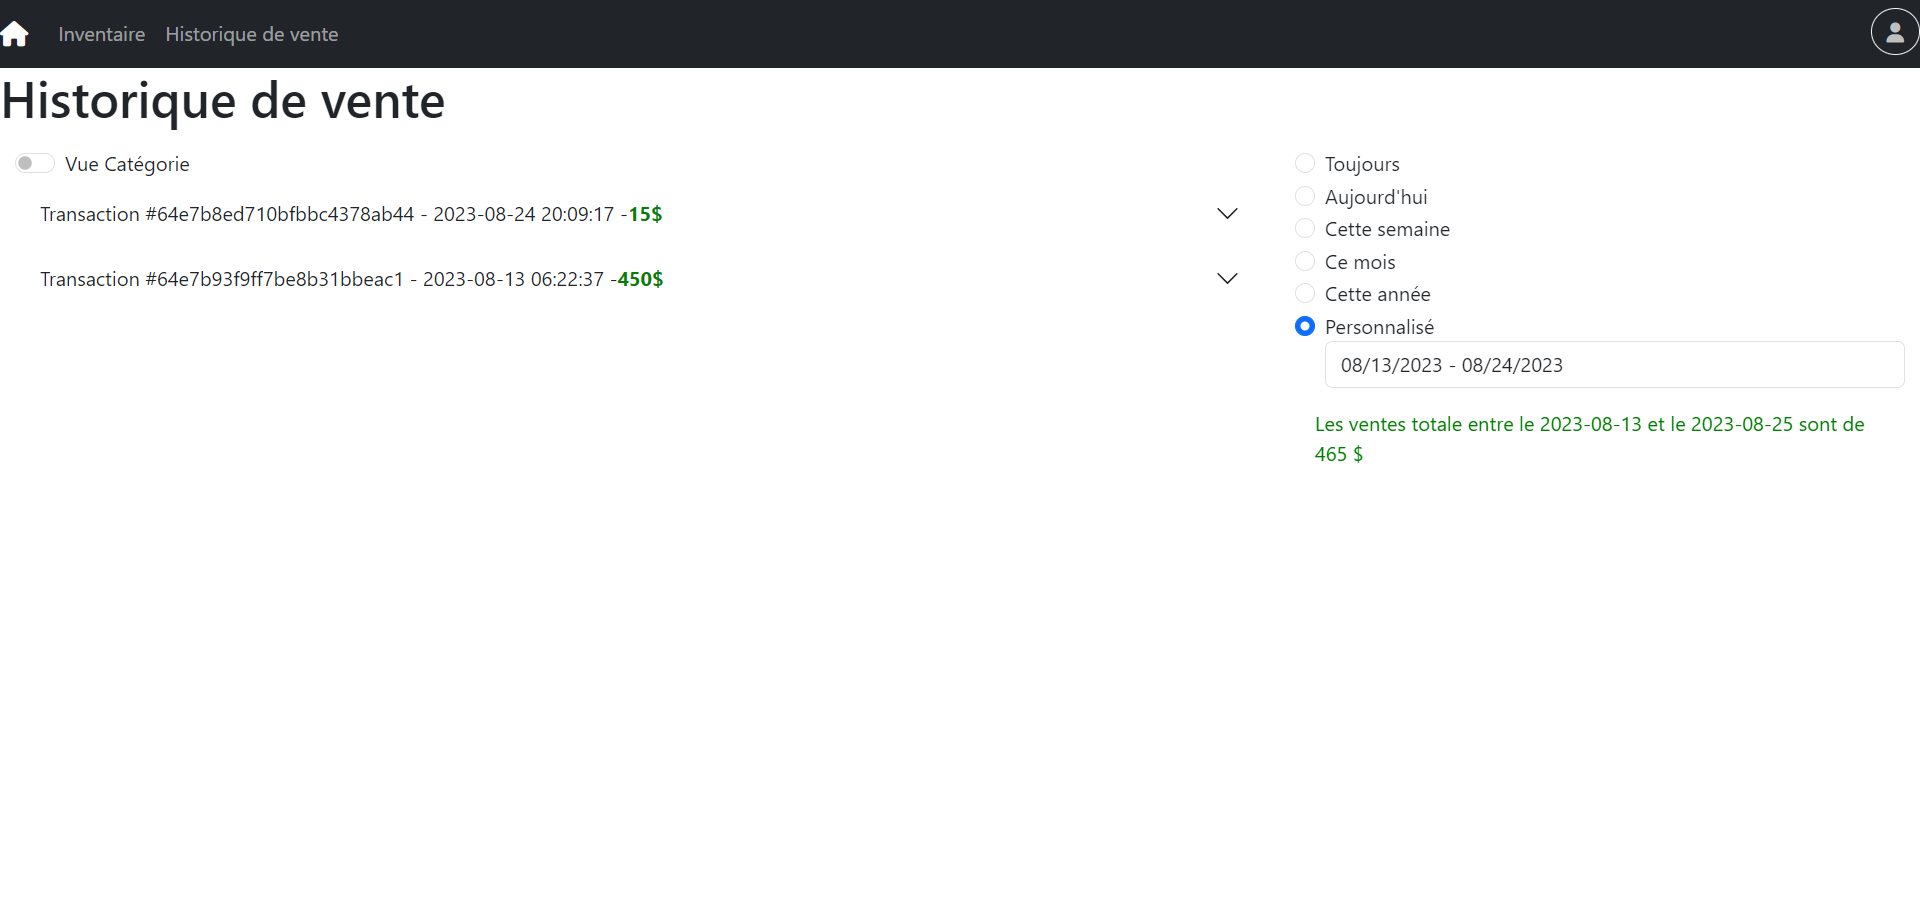 Inventaire Historique de vente
Historique de vente
Vue Catégorie
Transaction #64e7b8ed710bfbbc4378ab44 - 2023-08-24 20:09:17 -15$
Transaction #64e7b93f9ff7be8b31bbeac1 - 2023-08-13 06:22:37 -450$
Toujours
Aujourd'hui
Cette semaine
Ce mois
Cette année
Personnalisé
08/13/2023 - 08/24/2023
Les ventes totale entre le 2023-08-13 et le 2023-08-25 sont de
465 $